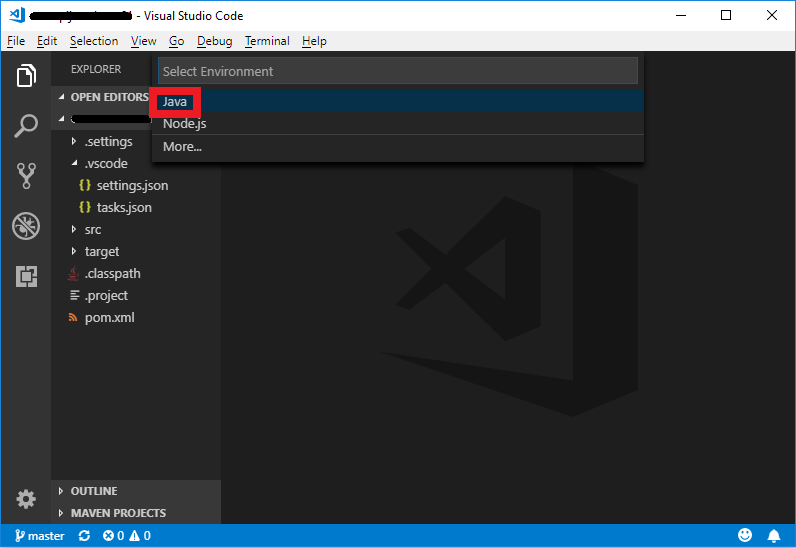 - Visual Studio Code
File Edit Selection View Go Debug Terminal Help
EXPLORER
Select Environment
OPEN EDITORS
Java
Node.js
More...
.settings
.vscode
{} settings.json
{} tasks.json
src
target
.classpath
.project
pom.xml
OUTLINE
MAVEN PROJECTS
master 0 0